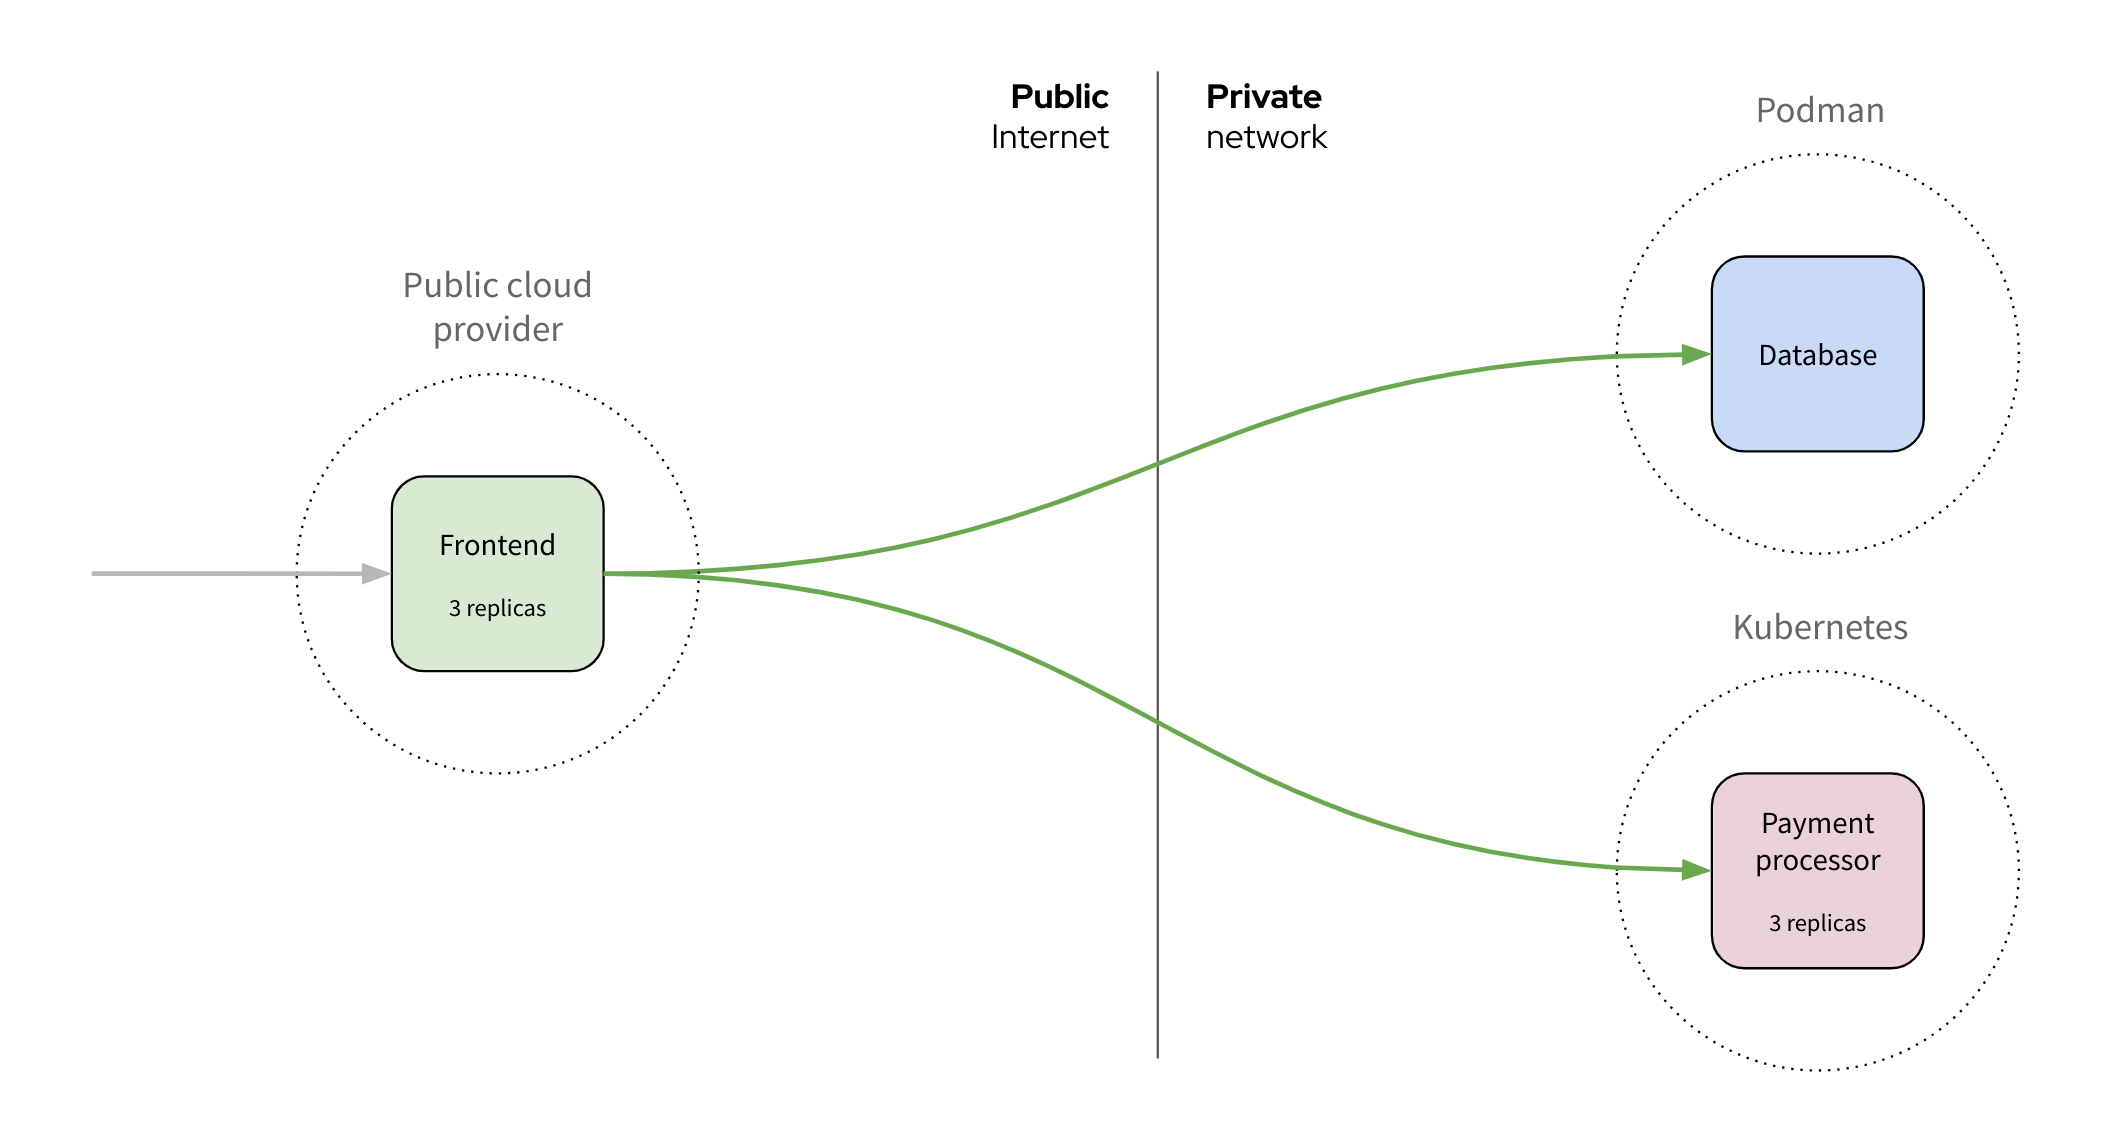 Public
Internet
Private
network
Podman
Public cloud
provider
Database
Frontend
3 replicas
Kubernetes
Payment
processor
3 replicas